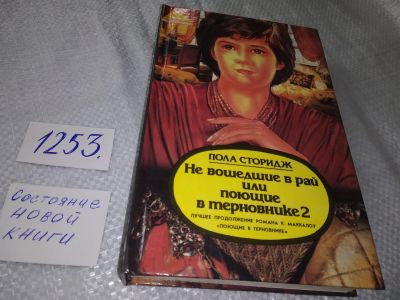 1253.
Состояние
новой
книги
ПОЛА СТОРИДЖ
Не вошедшие в рай
или
поющие
в терновнике 2
ЛУЧШЕЕ ПРОДОЛЖЕНИЕ РОМАНА К. МАККАЛОУ
«ПОЮЩИЕ В ТЕРНОВНИКЕ»